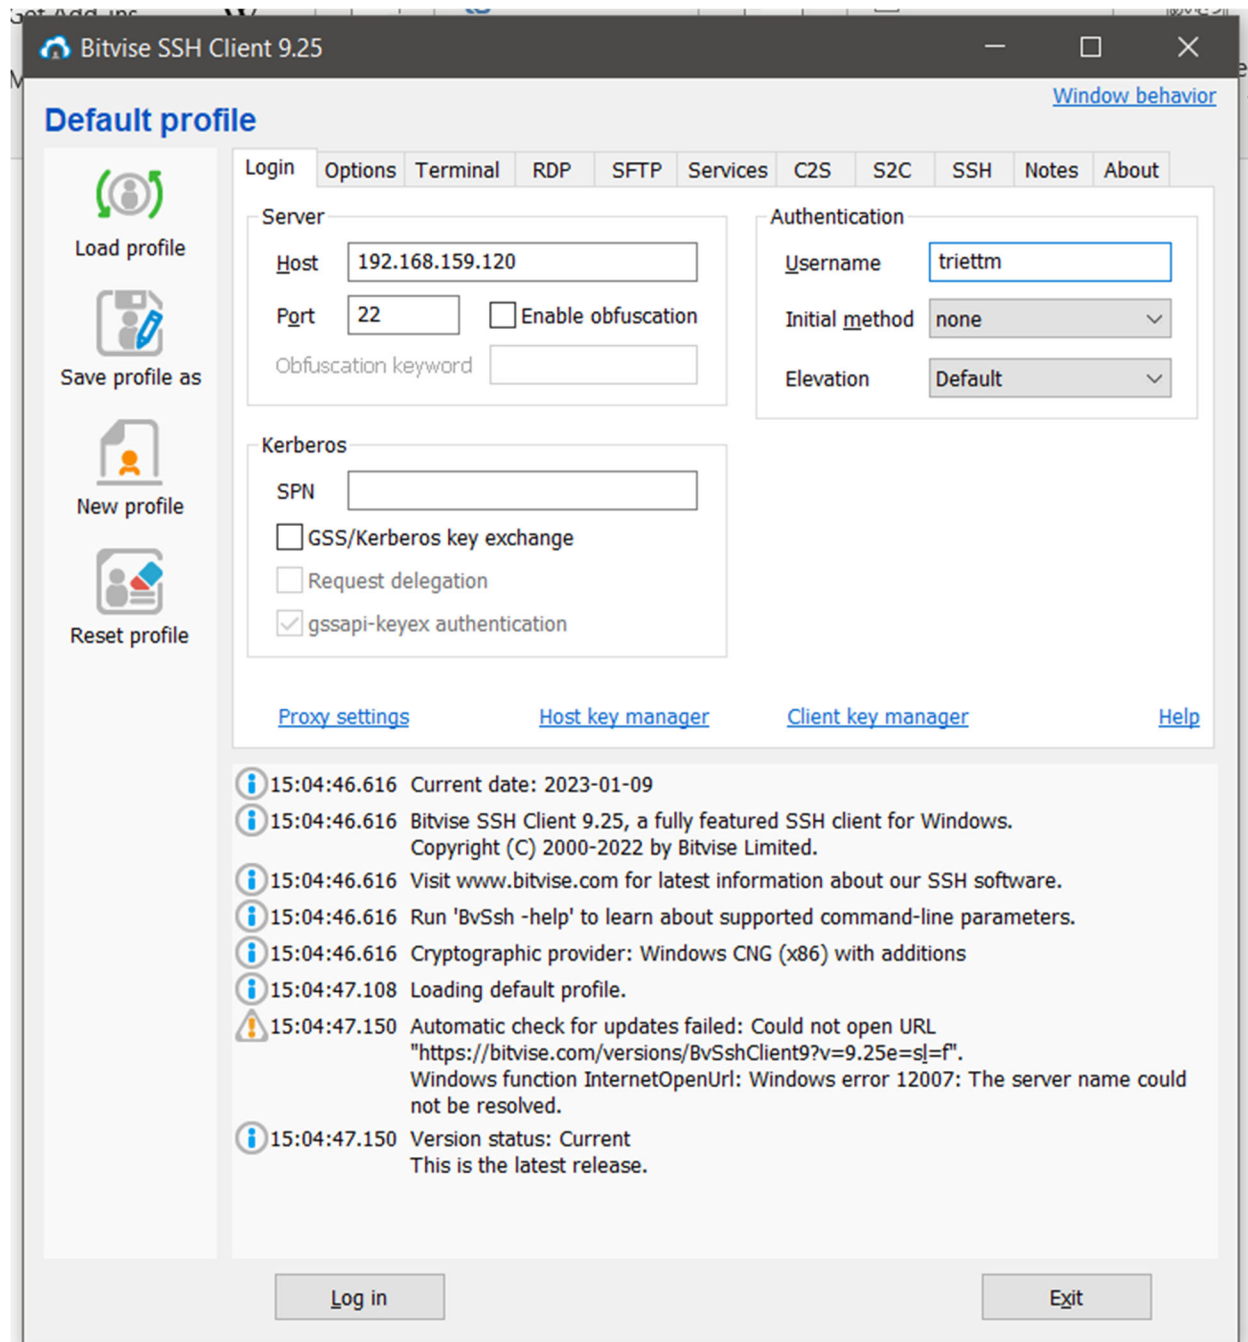 Get Add-ins
Bitvise SSH Client 9.25
Window behavior
Default profile
Load profile
Save profile as
New profile
Reset profile
Login Options Terminal RDP SFTP Services C2S S2C SSH Notes About
Server
Host 192.168.159.120
Port 22 Enable obfuscation
Obfuscation keyword
Authentication
Username triettm
Initial method none
Elevation Default
Kerberos
SPN
GSS/Kerberos key exchange
Request delegation
gssapi-keyex authentication
Proxy settings Host key manager Client key manager Help
15:04:46.616 Current date: 2023-01-09
15:04:46.616 Bitvise SSH Client 9.25, a fully featured SSH client for Windows.
Copyright (C) 2000-2022 by Bitvise Limited.
15:04:46.616 Visit www.bitvise.com for latest information about our SSH software.
15:04:46.616 Run 'BvSsh -help' to learn about supported command-line parameters.
15:04:46.616 Cryptographic provider: Windows CNG (x86) with additions
15:04:47.108 Loading default profile.
15:04:47.150 Automatic check for updates failed: Could not open URL
"https://bitvise.com/versions/BvSshClient9?v=9.25e=sl=f".
Windows function InternetOpenUrl: Windows error 12007: The server name could
not be resolved.
15:04:47.150 Version status: Current
This is the latest release.
Log in Exit